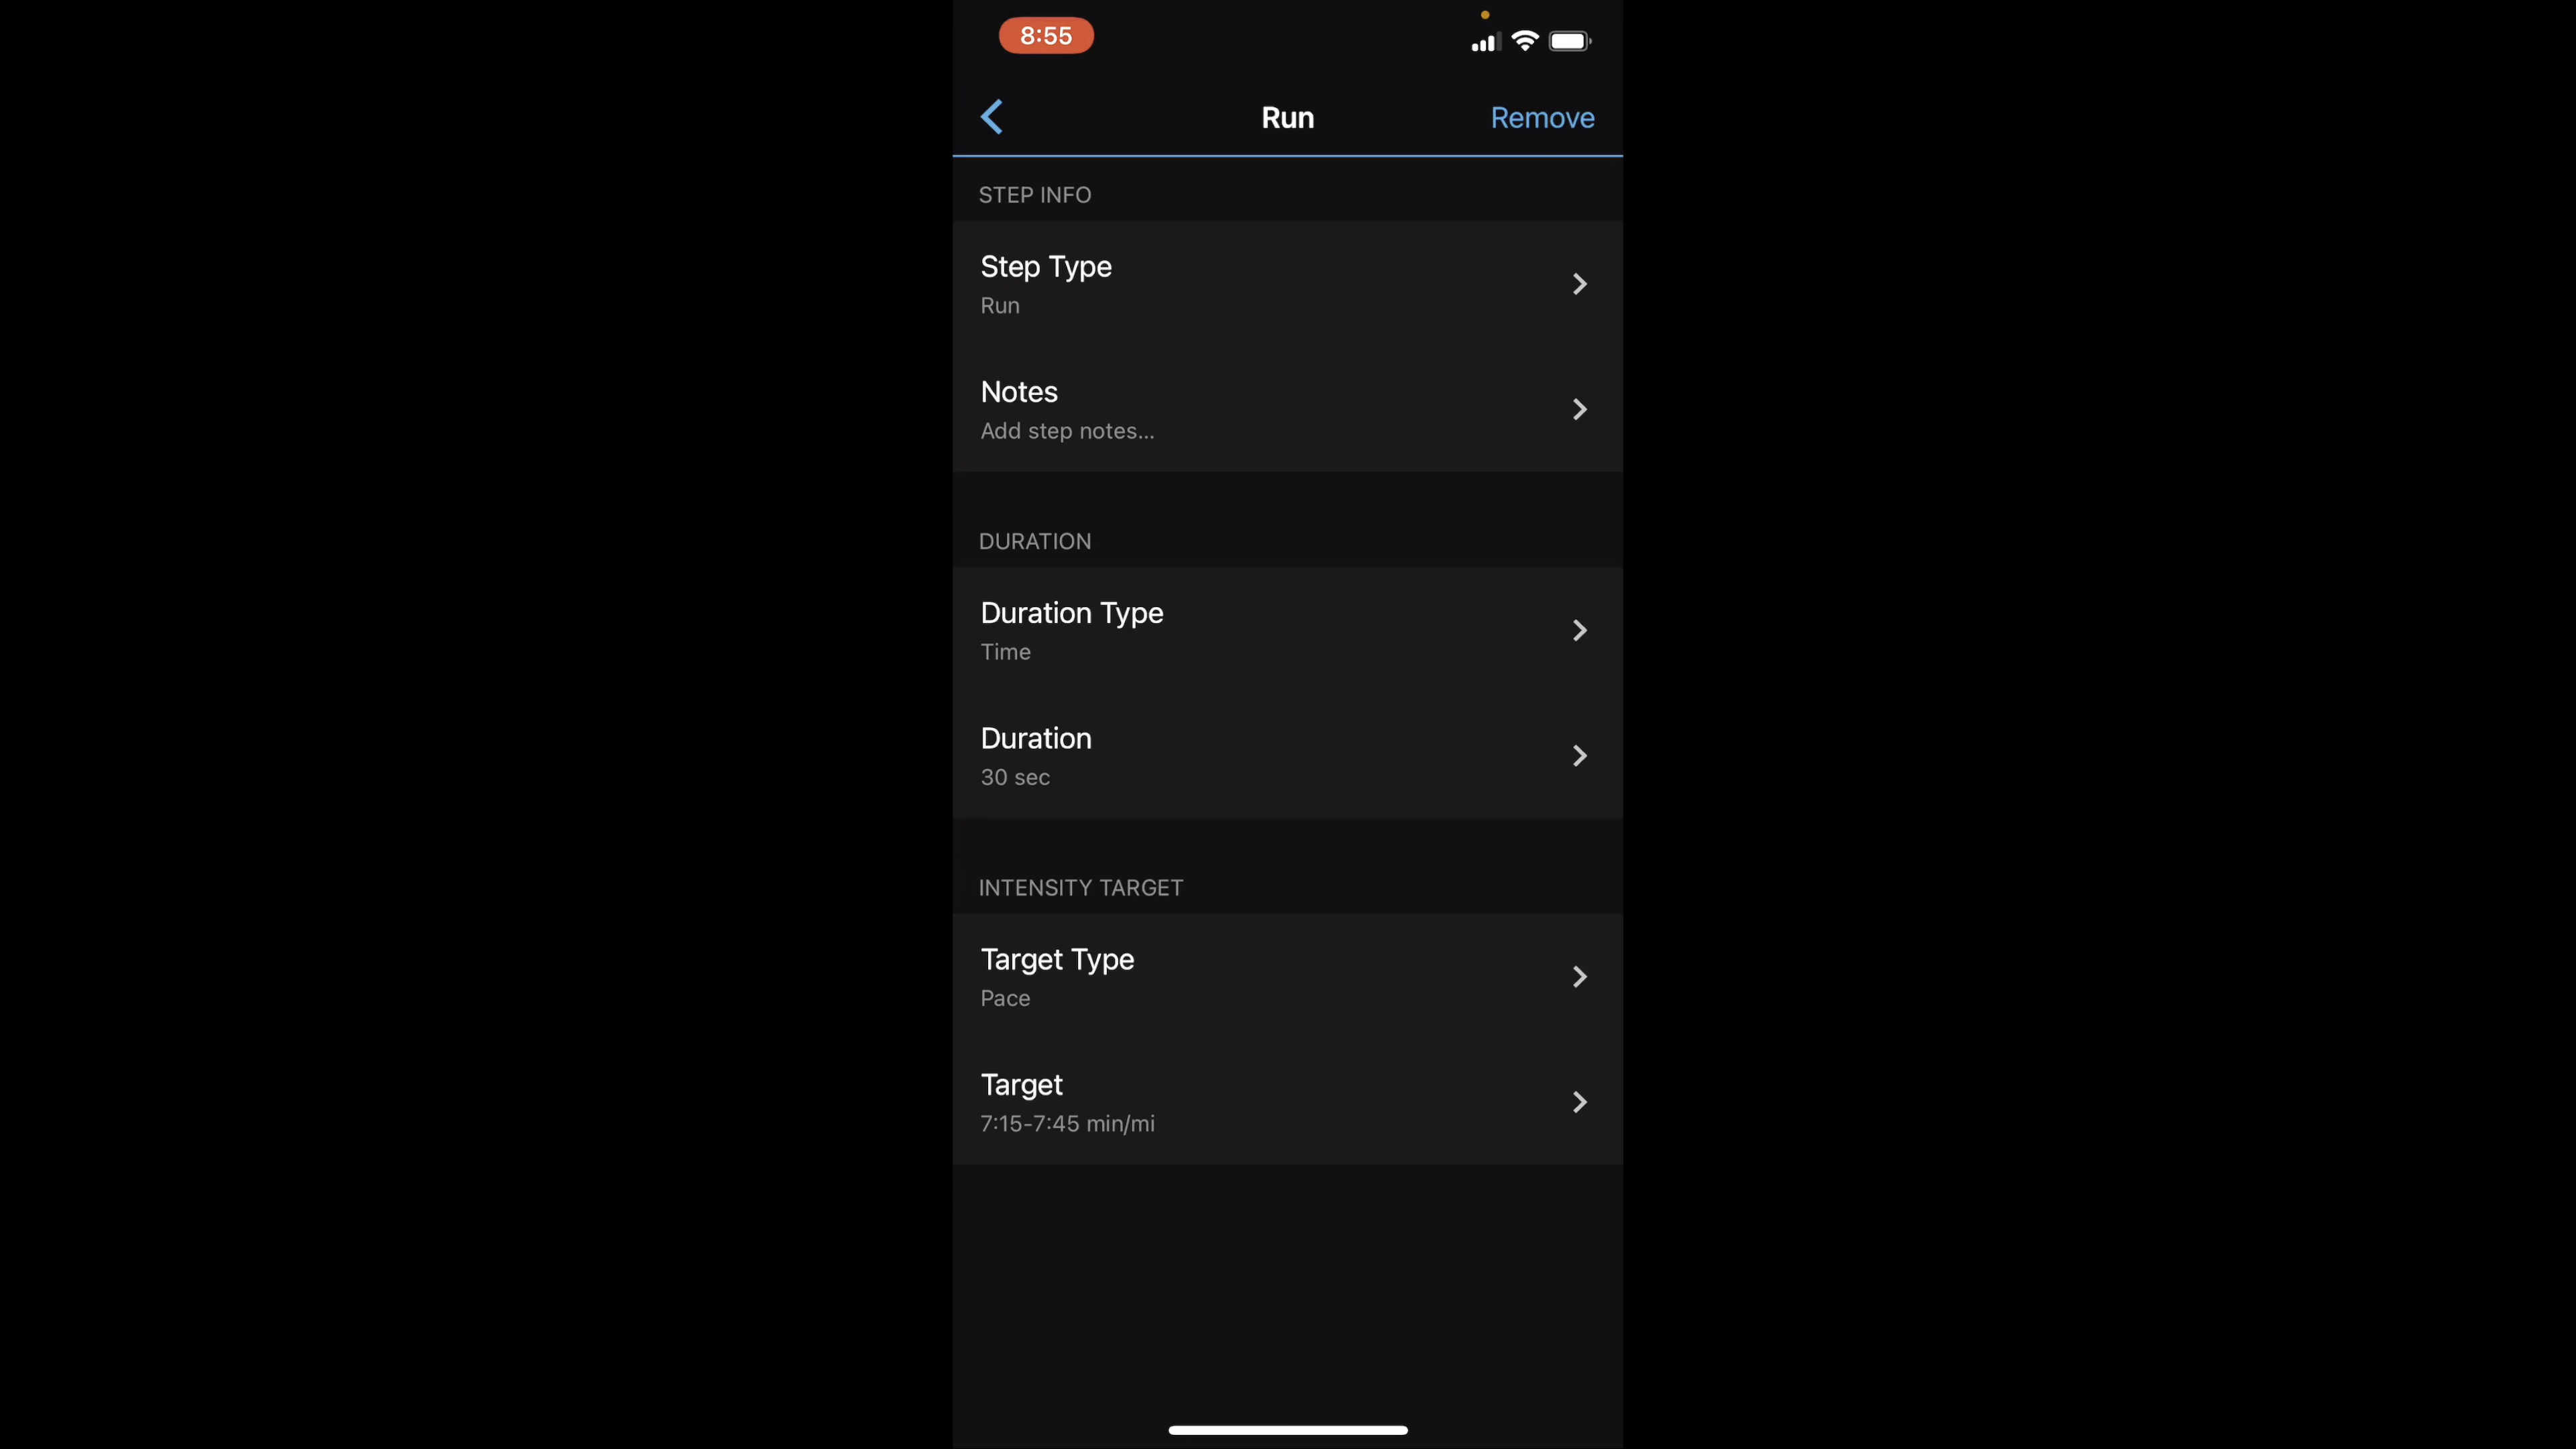 8:55
Run
Remove
STEP INFO
Step Type
Run
Notes
Add step notes...
DURATION
Duration Type
Time
Duration
30 sec
INTENSITY TARGET
Target Type
Pace
Target
7:15-7:45 min/mi